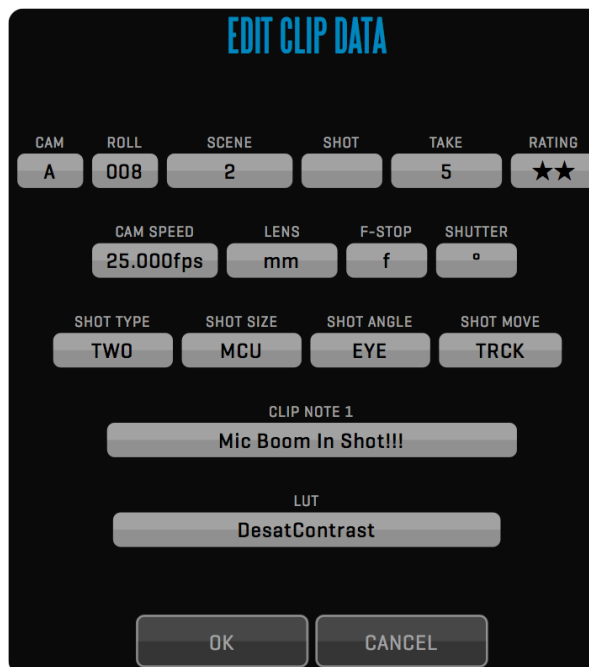 EDIT CLIP DATA
CAM ROLL SCENE SHOT TAKE RATING
A 008 2 5 ★★
CAM SPEED LENS F-STOP SHUTTER
25.000fps mm f º
SHOT TYPE SHOT SIZE SHOT ANGLE SHOT MOVE
TWO MCU EYE TRCK
CLIP NOTE 1
Mic Boom In Shot!!!
LUT
DesatContrast
OK CANCEL